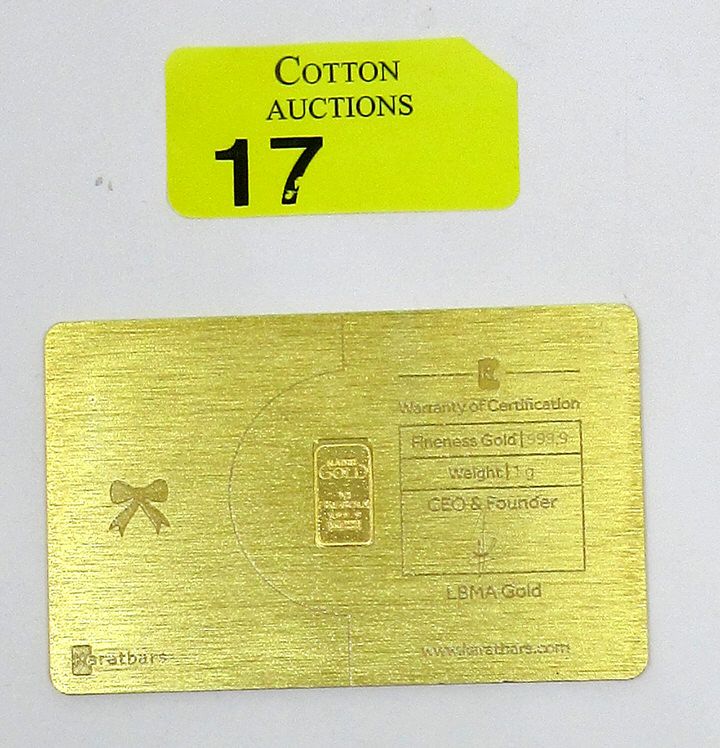 COTTON
AUCTIONS
17
Warranty of Certification
Fineness Gold | 999,9
Weight | 1 g
CEO & Founder
LBMA Gold
GOLD
karatbars
www.karatbars.com